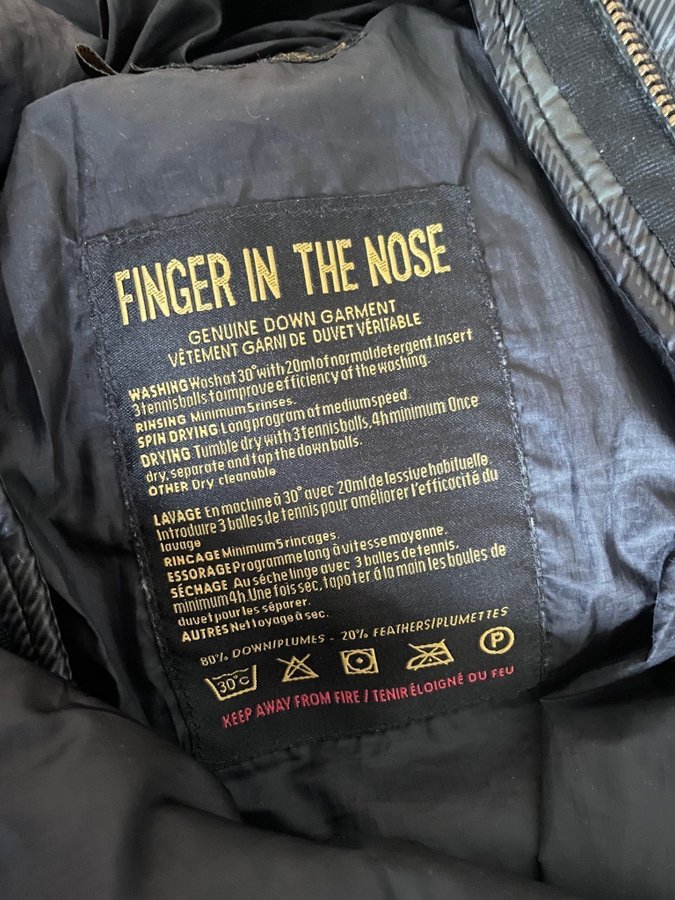 FINGER IN THE NOSE
GENUINE DOWN GARMENT
VÊTEMENT GARNI DE DUVET VÉRITABLE
WASHING Wash at 30° with 20ml of normal detergent. Insert
3 tennis balls to improve efficiency of the washing.
RINSING Minimum 5 rinses.
SPIN DRYING Long program at medium speed.
DRYING Tumble dry with 3 tennis balls, 4h minimum. Once
dry, separate and tap the down balls.
OTHER Dry cleanable
LAVAGE En machine à 30° avec 20ml de lessive habituelle.
Introduire 3 balles de tennis pour améliorer l'efficacité du
lavage
RINCAGE Minimum 5 rincages.
ESSORAGE Programme long à vitesse moyenne.
SÉCHAGE Au sèche linge avec 3 balles de tennis,
minimum 4h. Une fois sec, tapoter à la main les boules de
duvet pour les séparer.
AUTRES Nettoyage à sec.
80% DOWN/PLUMES - 20% FEATHERS/PLUMETTES
30°C P
KEEP AWAY FROM FIRE / TENIR ÉLOIGNÉ DU FEU